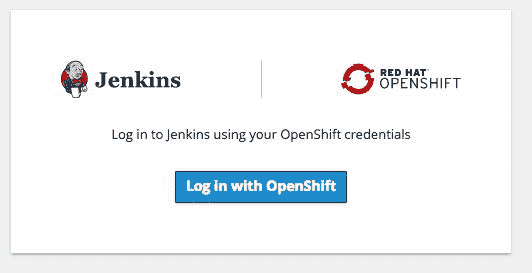 Jenkins
RED HAT
OPENSHIFT
Log in to Jenkins using your OpenShift credentials
Log in with OpenShift